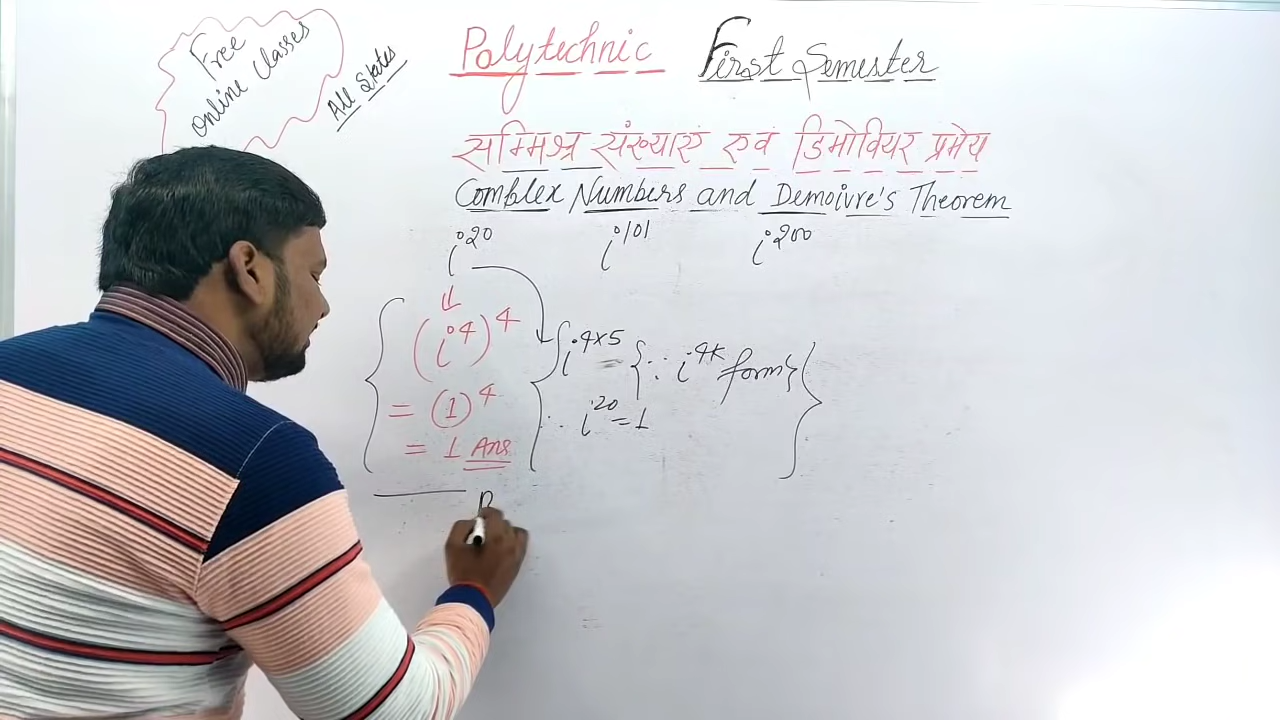 Free
online classes
All States
Polytechnic First Semester
सम्मिश्र संख्याएं एवं डिमोवियर प्रमेय
Complex Numbers and Demoivre's Theorem
i²⁰ i¹⁰¹ i²⁰⁰
(i⁴)⁴
= (1)⁴
= 1 Ans
i⁴ˣ⁵ {∵ i⁴ᴷ form}
∴ i²⁰ = 1